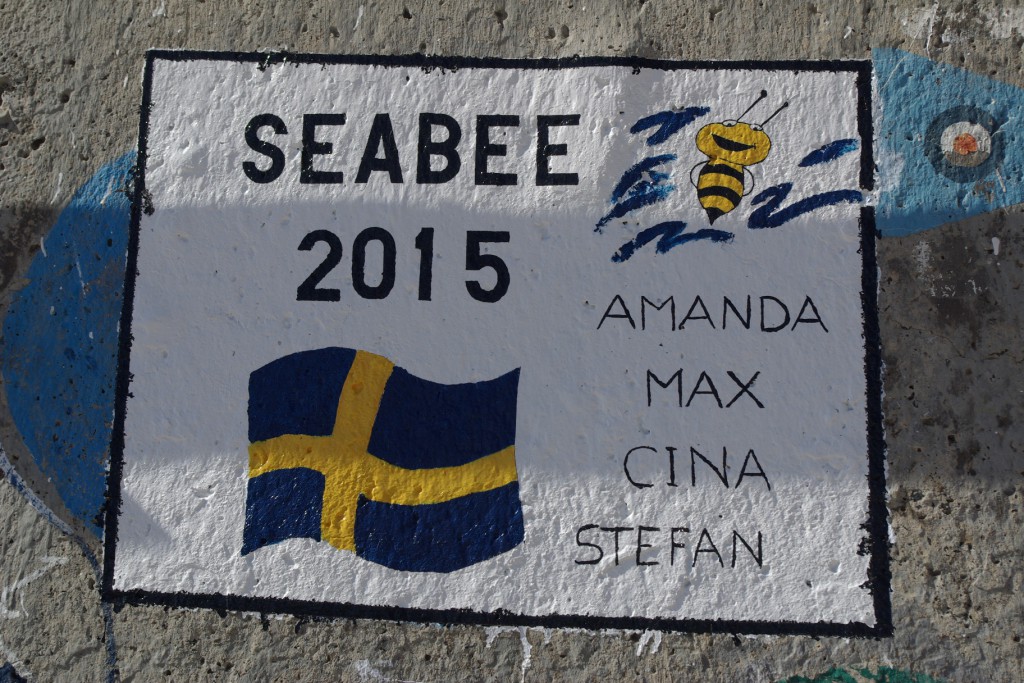 SEABEE
2015
AMANDA
MAX
CINA
STEFAN